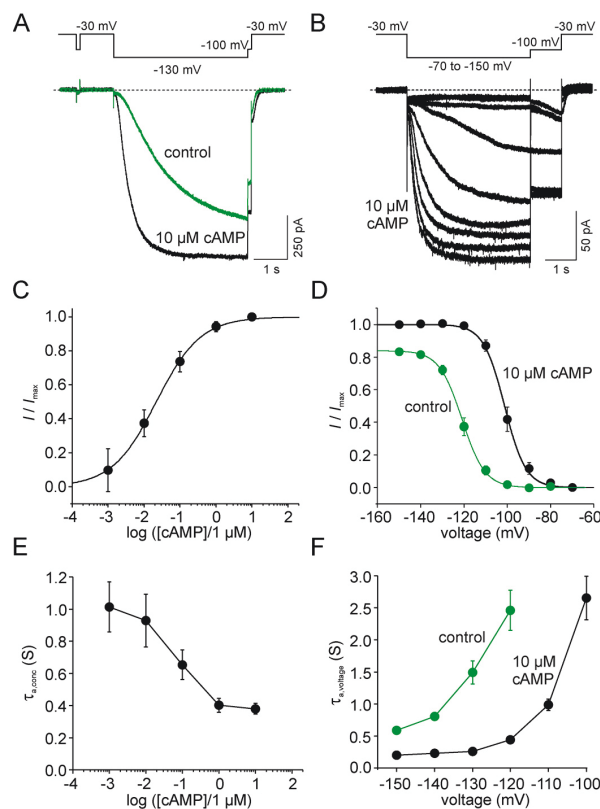 A
-30 mV
-30 mV
-100 mV
-130 mV
control
10 µM cAMP
250 pA
1 s
B
-30 mV
-30 mV
-100 mV
-70 to -150 mV
10 µM
cAMP
50 pA
1 s
C
I / Imax
1.0
0.8
0.6
0.4
0.2
0.0
-4 -3 -2 -1 0 1 2
log ([cAMP]/1 µM)
D
I / Imax
1.0
0.8
0.6
0.4
0.2
0.0
10 µM cAMP
control
-160 -140 -120 -100 -80 -60
voltage (mV)
E
τa,conc (S)
1.2
1.0
0.8
0.6
0.4
0.2
0.0
-4 -3 -2 -1 0 1 2
log ([cAMP]/1 µM)
F
τa,voltage (S)
3.0
2.5
2.0
1.5
1.0
0.5
0.0
control
10 µM
cAMP
-150 -140 -130 -120 -110 -100
voltage (mV)